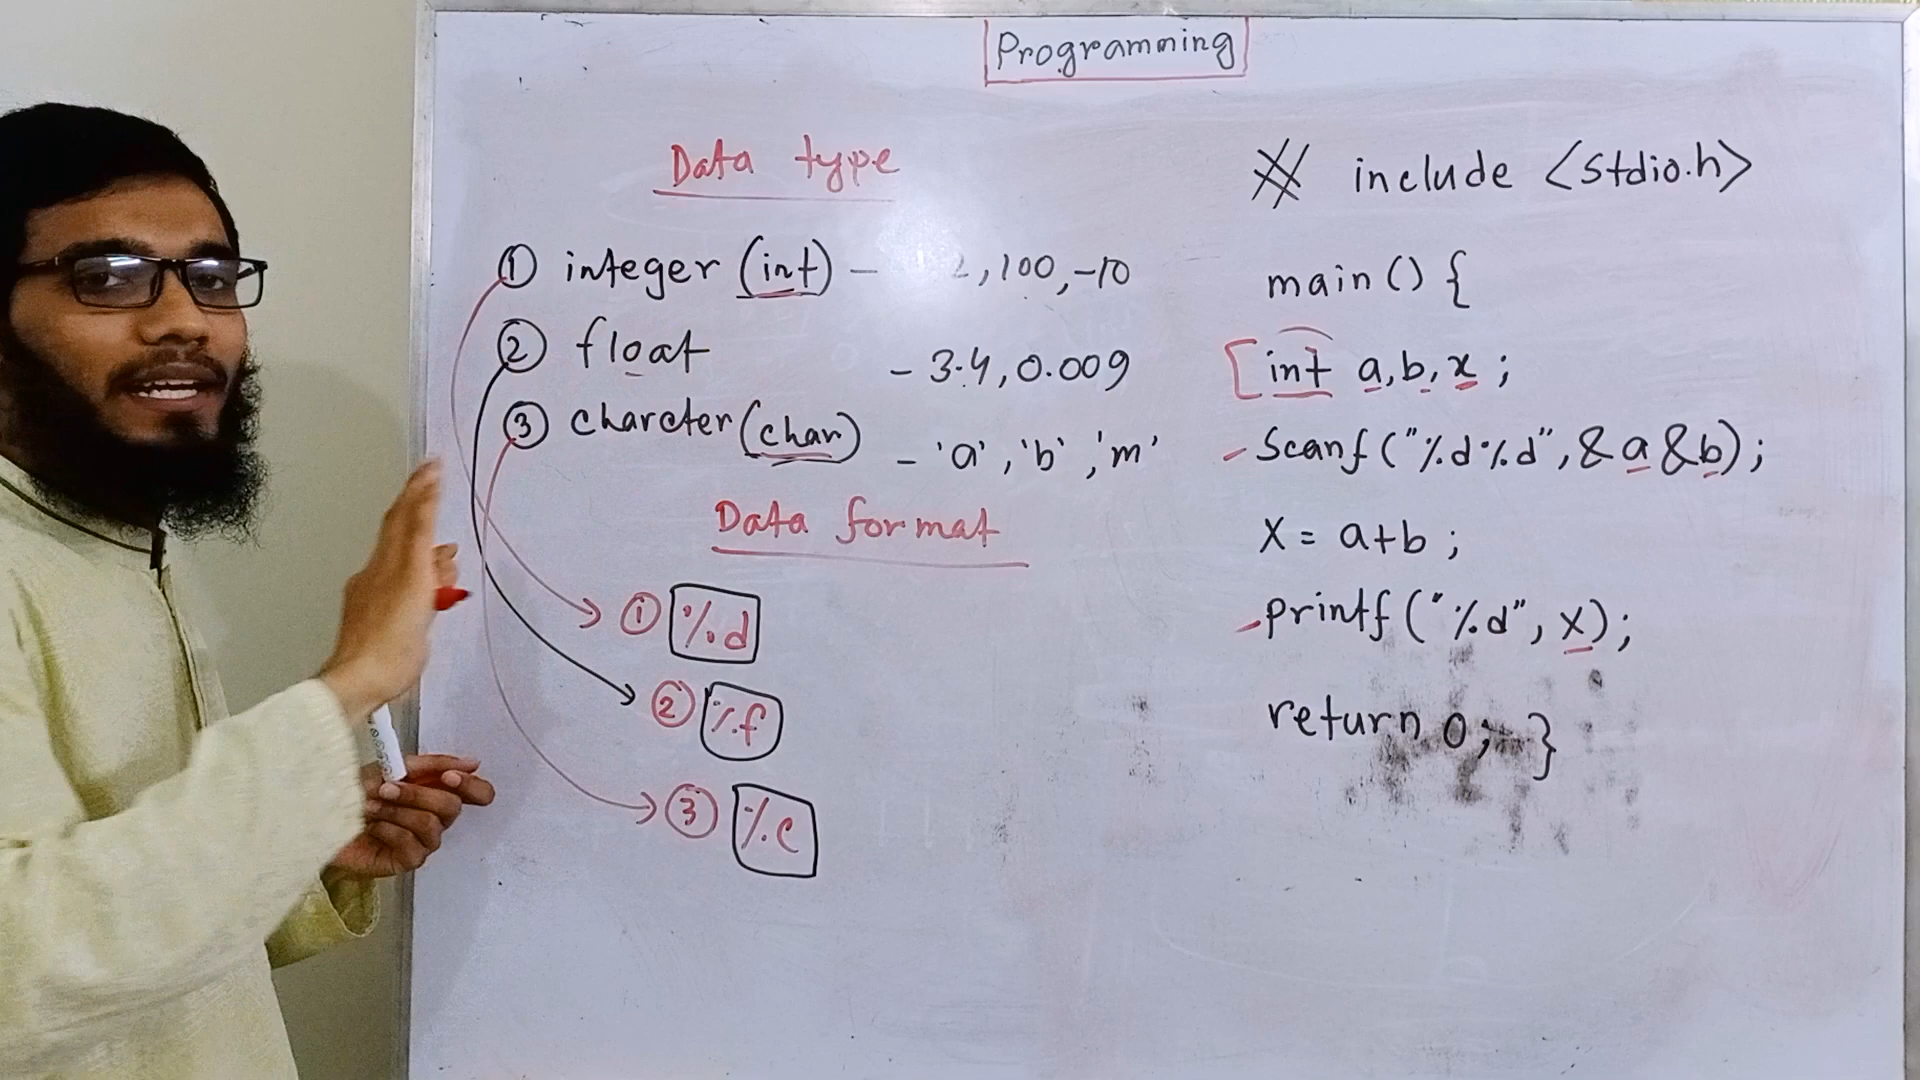 Programming
Data type
① integer (int) - 2, 100, -10
② float - 3.4, 0.009
③ charcter (char) - 'a', 'b', 'm'
Data format
① %d
② %f
③ %c
# include <stdio.h>
main () {
int a, b, x ;
Scanf ("%d%d", &a &b);
X = a+b ;
printf ("%d", X);
return 0; }